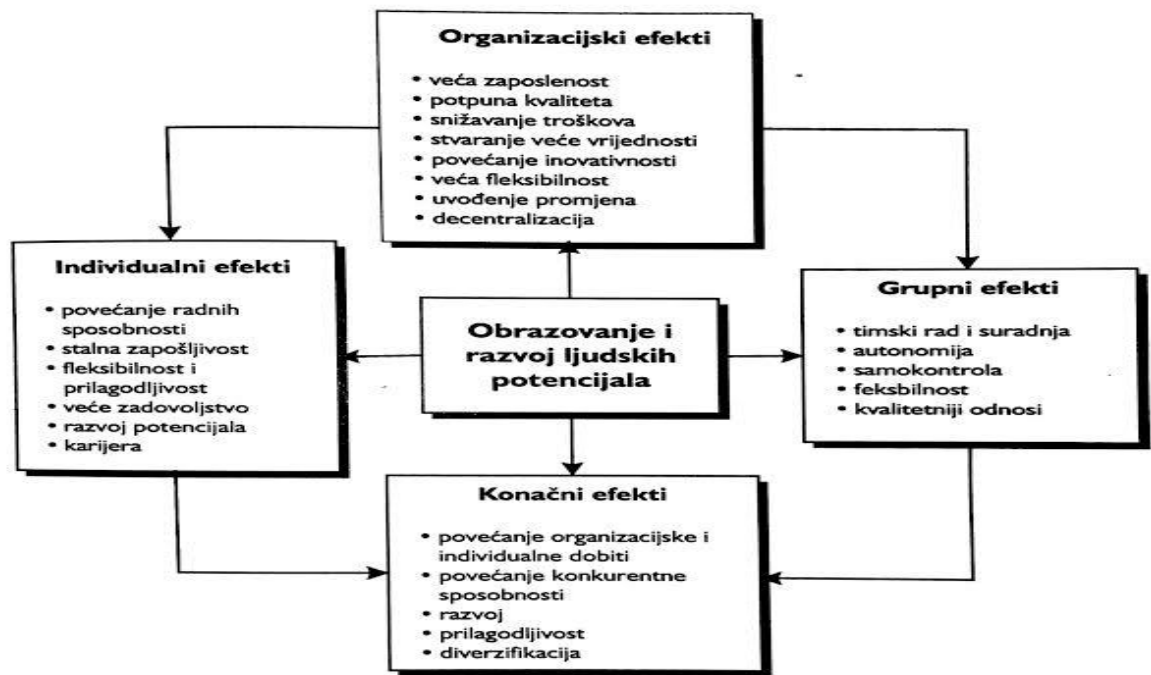 Organizacijski efekti
• veća zaposlenost
• potpuna kvaliteta
• snižavanje troškova
• stvaranje veće vrijednosti
• povećanje inovativnosti
• veća fleksibilnost
• uvođenje promjena
• decentralizacija
Individualni efekti
• povećanje radnih
sposobnosti
• stalna zapošljivost
• fleksibilnost i
prilagodljivost
• veće zadovoljstvo
• razvoj potencijala
• karijera
Obrazovanje i
razvoj ljudskih
potencijala
Grupni efekti
• timski rad i suradnja
• autonomija
• samokontrola
• feksbilnost
• kvalitetniji odnosi
Konačni efekti
• povećanje organizacijske i
individualne dobiti
• povećanje konkurentne
sposobnosti
• razvoj
• prilagodljivost
• diverzifikacija